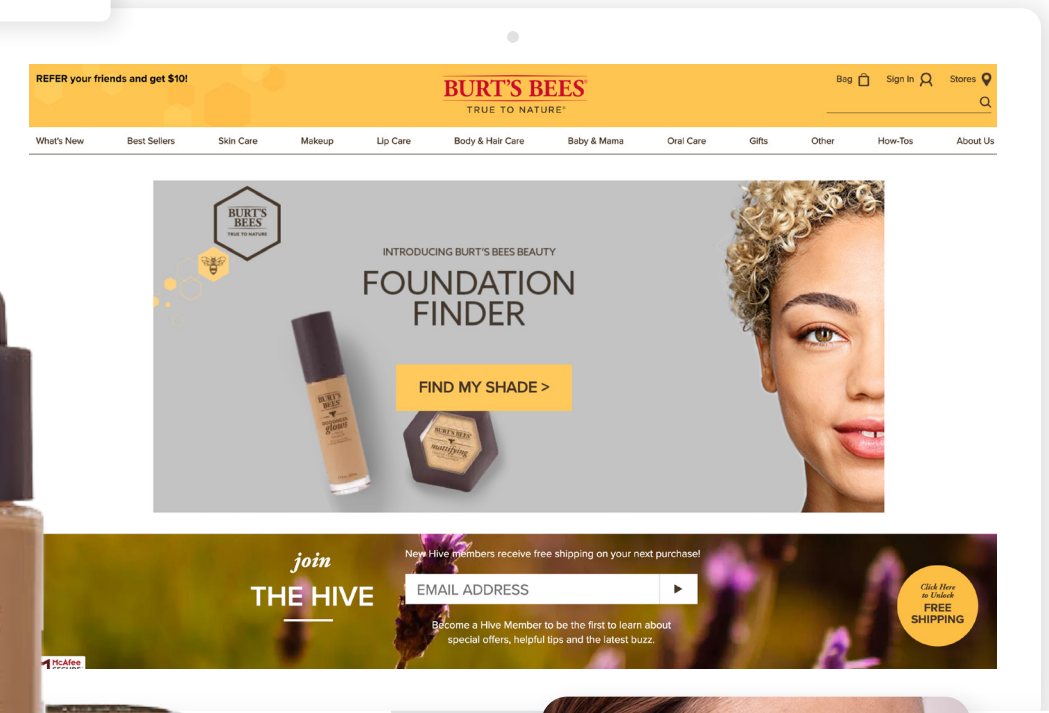 REFER your friends and get $10!
BURT'S BEES
TRUE TO NATURE®
Bag
Sign In
Stores
What's New
Best Sellers
Skin Care
Makeup
Lip Care
Body & Hair Care
Baby & Mama
Oral Care
Gifts
Other
How-Tos
About Us
BURT'S
BEES
TRUE TO NATURE
INTRODUCING BURT'S BEES BEAUTY
FOUNDATION
FINDER
FIND MY SHADE >
BURT'S
BEES
goodness
glows
BURT'S BEES
mattifying
join
THE HIVE
New Hive members receive free shipping on your next purchase!
EMAIL ADDRESS
Become a Hive Member to be the first to learn about
special offers, helpful tips and the latest buzz.
Click Here
to Unlock
FREE
SHIPPING
McAfee
SECURE